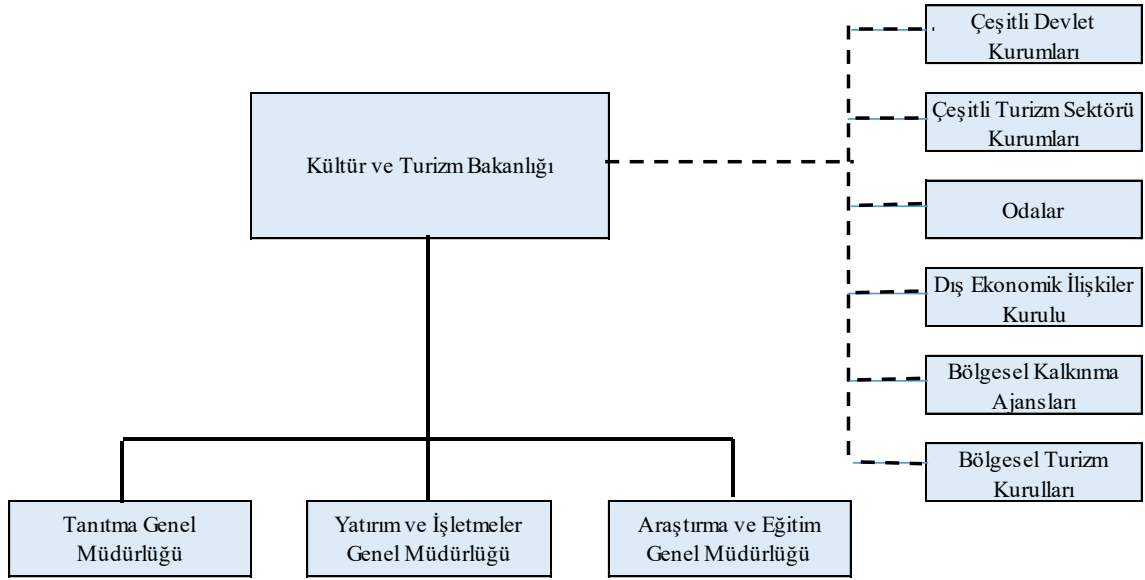 Çeşitli Devlet
Kurumları
Çeşitli Turizm Sektörü
Kurumları
Kültür ve Turizm Bakanlığı
Odalar
Dış Ekonomik İlişkiler
Kurulu
Bölgesel Kalkınma
Ajansları
Bölgesel Turizm
Kurulları
Tanıtma Genel
Müdürlüğü
Yatırım ve İşletmeler
Genel Müdürlüğü
Araştırma ve Eğitim
Genel Müdürlüğü